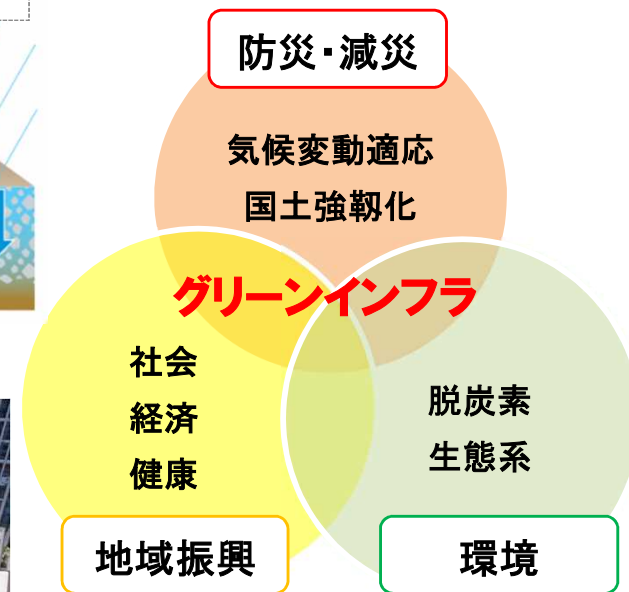 防災・減災
気候変動適応
国土強靱化
グリーンインフラ
社会
経済
健康
脱炭素
生態系
地域振興
環境